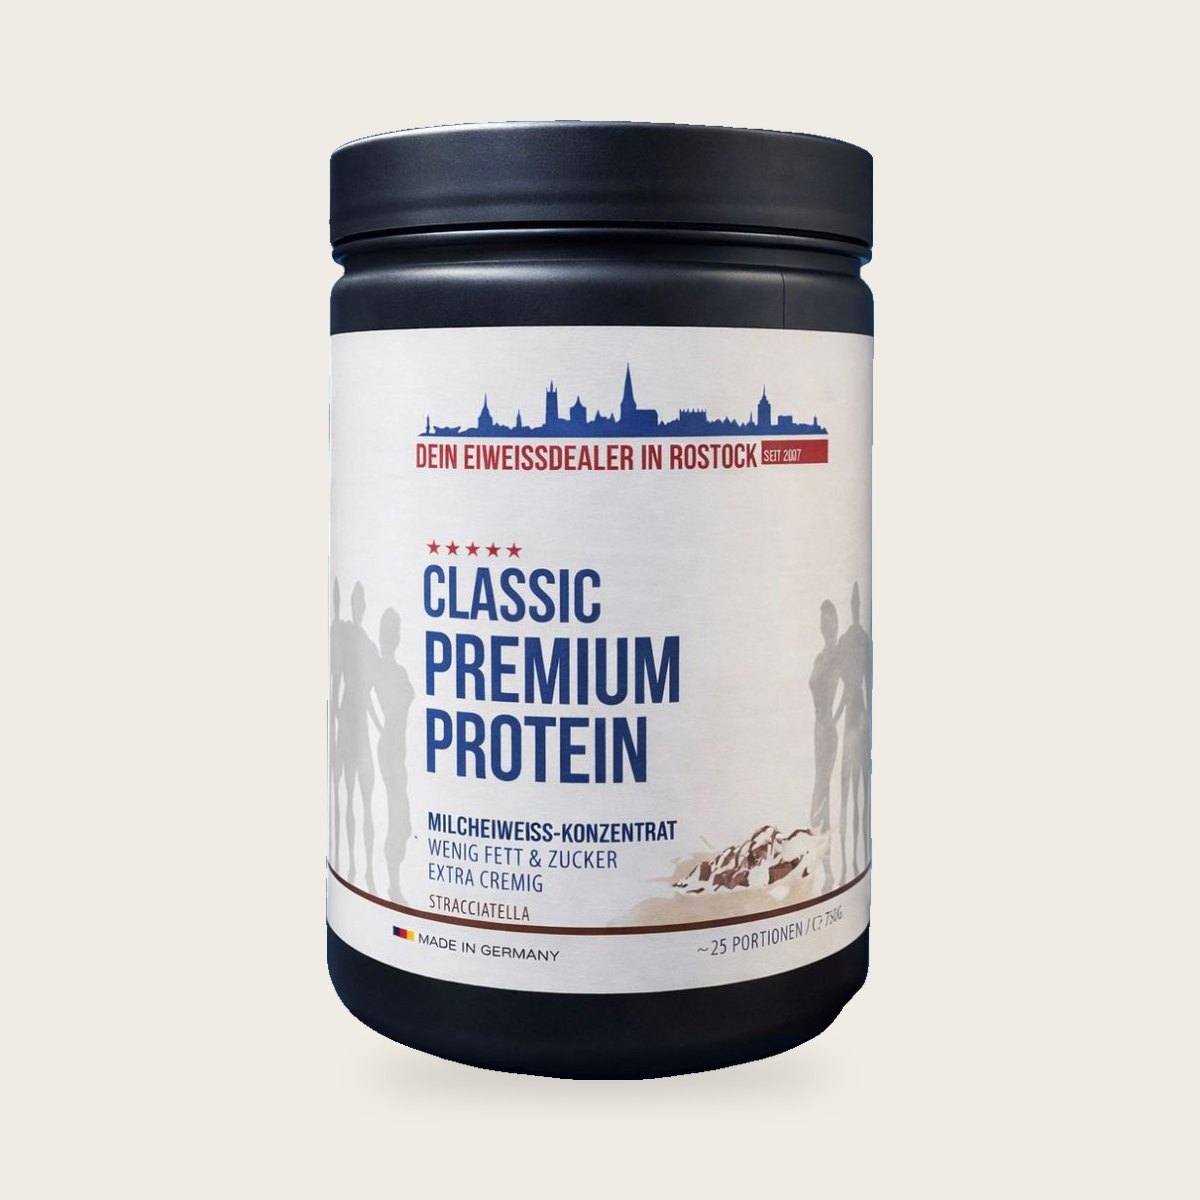 DEIN EIWEISSDEALER IN ROSTOCK SEIT 2007
CLASSIC
PREMIUM
PROTEIN
MILCHEIWEISS-KONZENTRAT
WENIG FETT & ZUCKER
EXTRA CREMIG
STRACCIATELLA
MADE IN GERMANY
~25 PORTIONEN / 750G